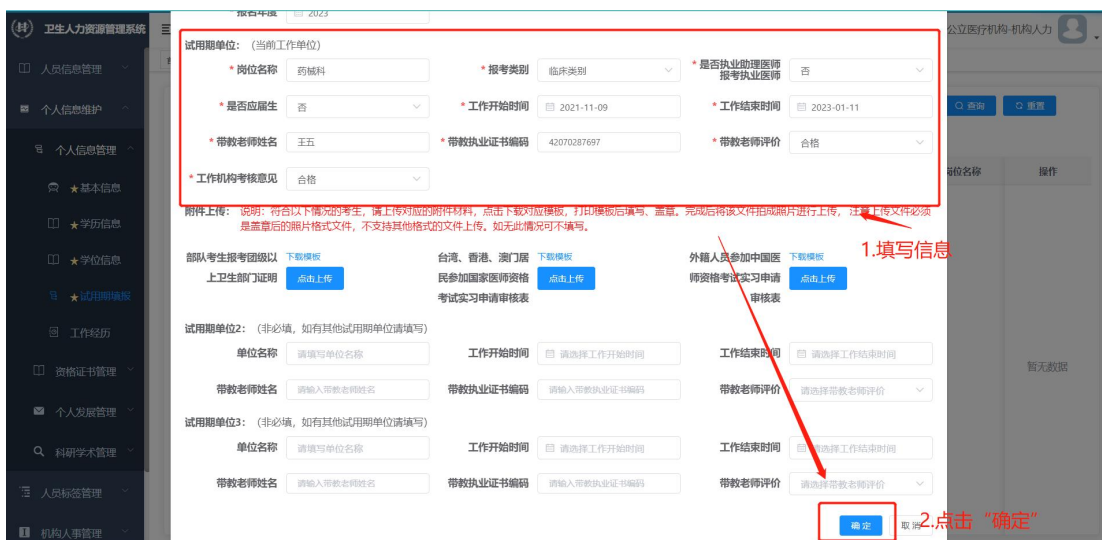 卫生人力资源管理系统
公立医疗机构-机构人力
人员信息管理
个人信息维护
个人信息管理
★基本信息
★学历信息
★学位信息
★试用期填报
工作经历
资格证书管理
个人发展管理
科研学术管理
人员标签管理
机构人事管理
查询 重置
岗位名称 操作
暂无数据
* 报名年度 2023
试用期单位： (当前工作单位)
* 岗位名称 药械科 * 报考类别 临床类别 * 是否执业助理医师报考执业医师 否
* 是否应届生 否 * 工作开始时间 2021-11-09 * 工作结束时间 2023-01-11
* 带教老师姓名 王五 * 带教执业证书编码 42070287697 * 带教老师评价 合格
* 工作机构考核意见 合格
附件上传： 说明：符合以下情况的考生，请上传对应的附件材料，点击下载对应模板，打印模板后填写、盖章。完成后将该文件拍成照片进行上传，注意上传文件必须
是盖章后的照片格式文件，不支持其他格式的文件上传。如无此情况可不填写。
1.填写信息
部队考生报考团级以上卫生部门证明 下载模板 点击上传
台湾、香港、澳门居民参加国家医师资格考试实习申请审核表 下载模板 点击上传
外籍人员参加中国医师资格考试实习申请审核表 下载模板 点击上传
试用期单位2： (非必填，如有其他试用期单位请填写)
单位名称 请填写单位名称 工作开始时间 请选择工作开始时间 工作结束时间 请选择工作结束时间
带教老师姓名 请输入带教老师姓名 带教执业证书编码 请输入带教执业证书编码 带教老师评价 请选择带教老师评价
试用期单位3： (非必填，如有其他试用期单位请填写)
单位名称 请填写单位名称 工作开始时间 请选择工作开始时间 工作结束时间 请选择工作结束时间
带教老师姓名 请输入带教老师姓名 带教执业证书编码 请输入带教执业证书编码 带教老师评价 请选择带教老师评价
确定 取消
2.点击“确定”